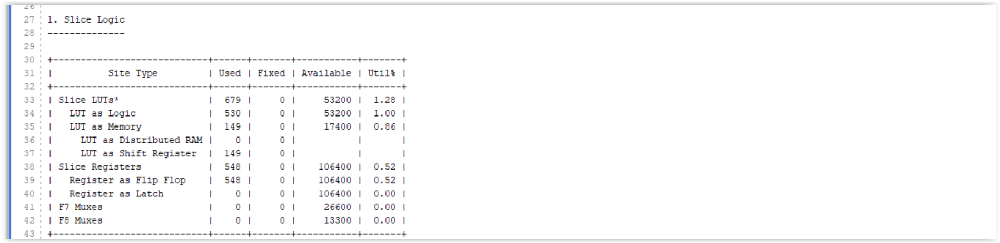 26
27 1. Slice Logic
28 --------------
29
30 +----------------------------+------+-------+-----------+-------+
31 |          Site Type         | Used | Fixed | Available | Util% |
32 +----------------------------+------+-------+-----------+-------+
33 | Slice LUTs*                |  679 |     0 |     53200 |  1.28 |
34 |   LUT as Logic             |  530 |     0 |     53200 |  1.00 |
35 |   LUT as Memory            |  149 |     0 |     17400 |  0.86 |
36 |     LUT as Distributed RAM |    0 |     0 |           |       |
37 |     LUT as Shift Register  |  149 |     0 |           |       |
38 | Slice Registers            |  548 |     0 |    106400 |  0.52 |
39 |   Register as Flip Flop    |  548 |     0 |    106400 |  0.52 |
40 |   Register as Latch        |    0 |     0 |    106400 |  0.00 |
41 | F7 Muxes                   |    0 |     0 |     26600 |  0.00 |
42 | F8 Muxes                   |    0 |     0 |     13300 |  0.00 |
43 +----------------------------+------+-------+-----------+-------+